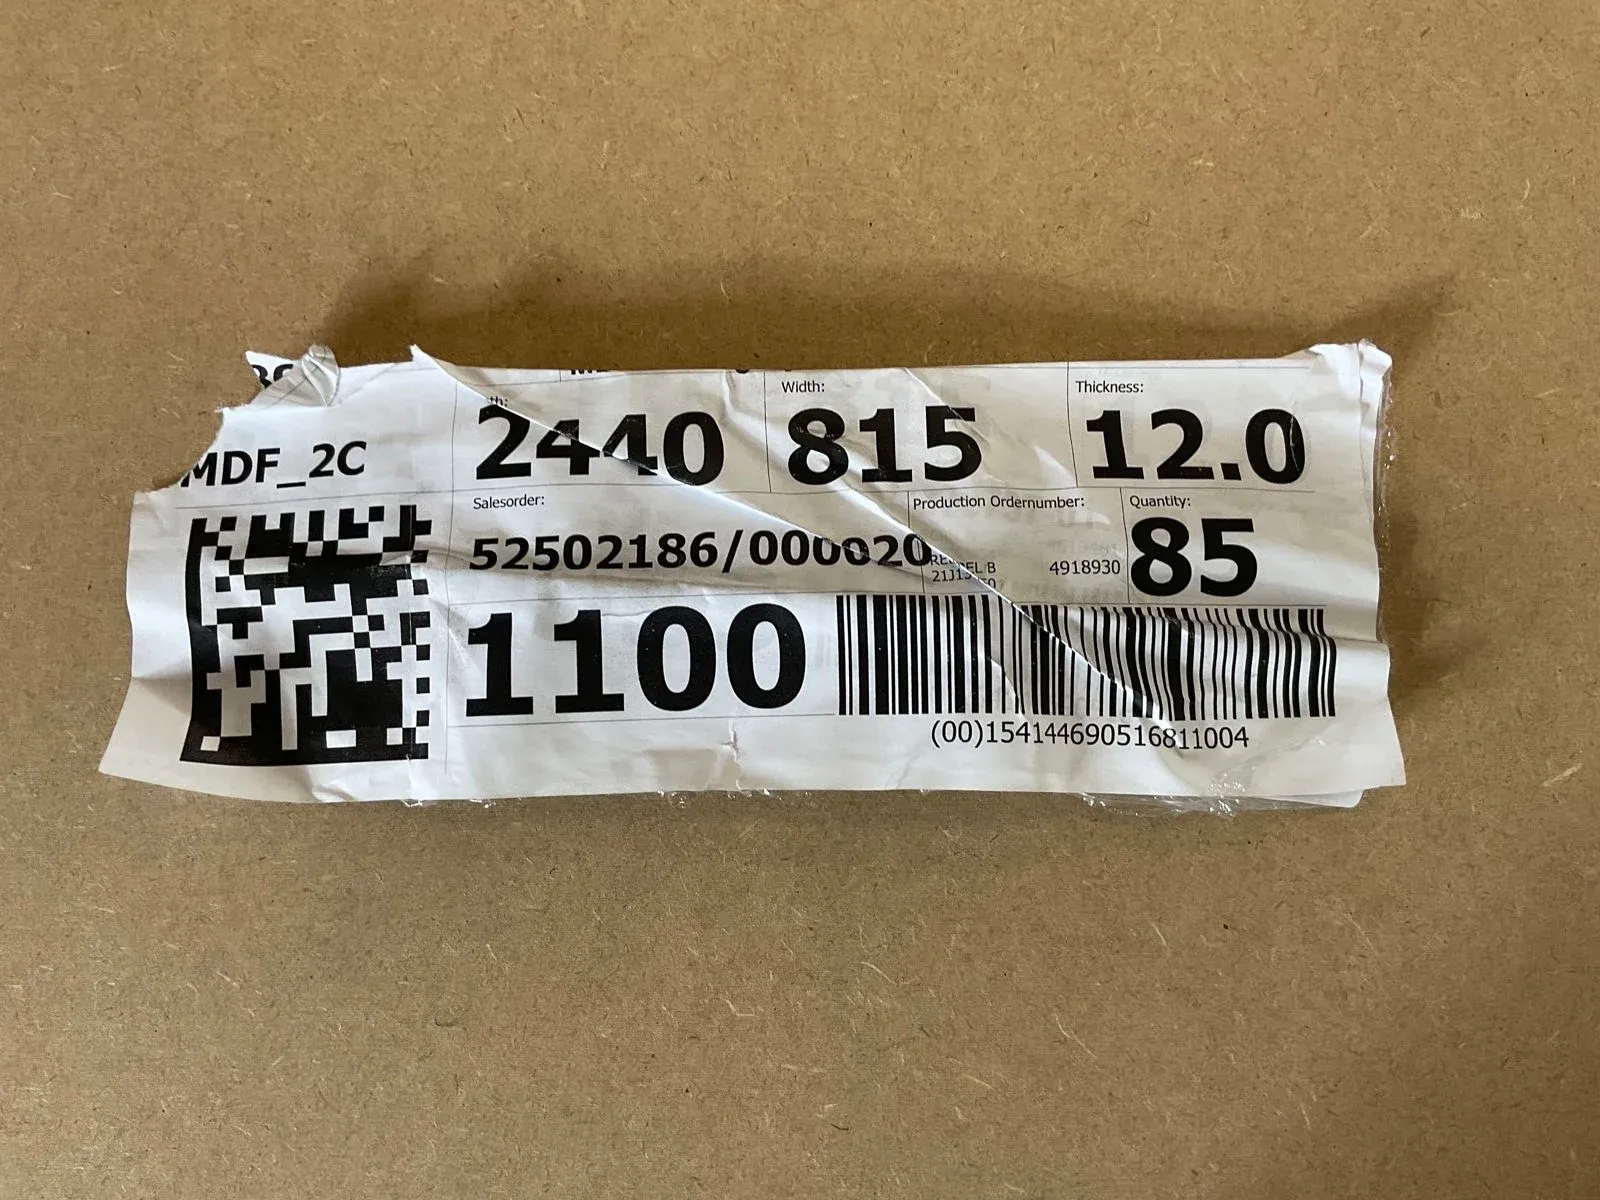 Width: Thickness:
MDF_2C 2440 815 12.0
Salesorder: Production Ordernumber: Quantity:
52502186/000020 4918930 85
1100
(00)154144690516811004